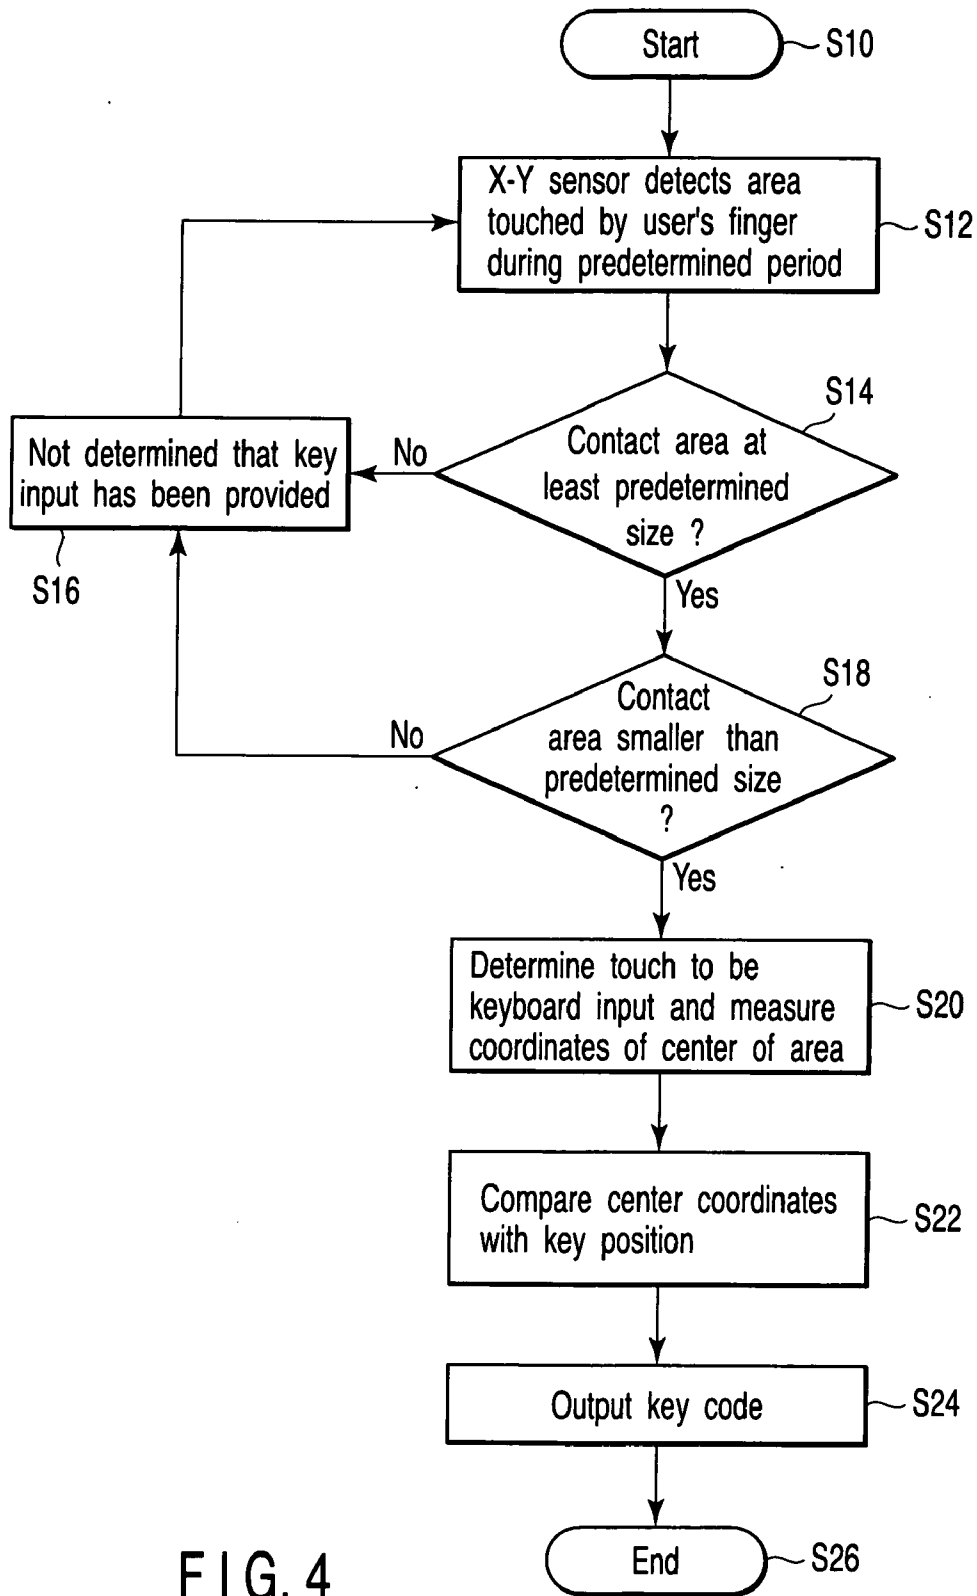 Start
S10
X-Y sensor detects area
touched by user's finger
during predetermined period
S12
S14
Contact area at
least predetermined
size ?
No
Not determined that key
input has been provided
S16
Yes
S18
Contact
area smaller than
predetermined size
?
No
Yes
Determine touch to be
keyboard input and measure
coordinates of center of area
S20
Compare center coordinates
with key position
S22
Output key code
S24
End
S26
FIG. 4